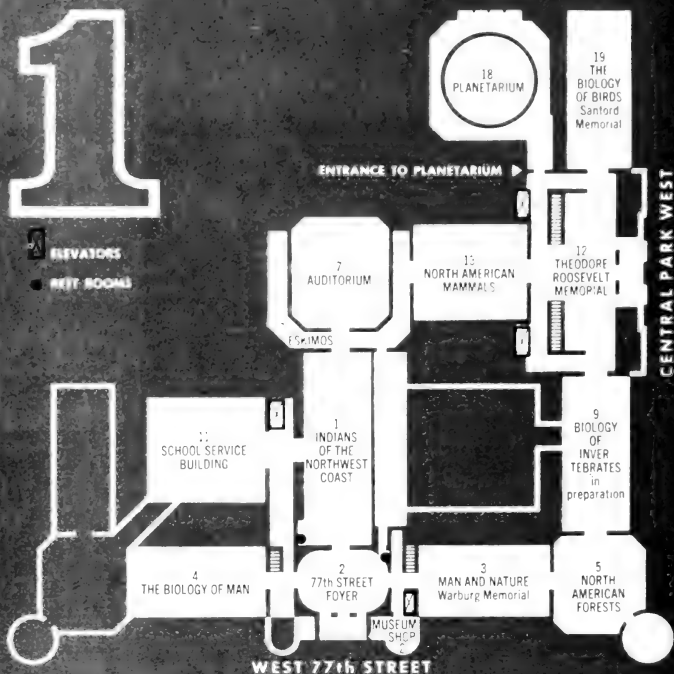 1
ELEVATORS
REST ROOMS
18
PLANETARIUM
19
THE
BIOLOGY
OF BIRDS
Sanford
Memorial
ENTRANCE TO PLANETARIUM
CENTRAL PARK WEST
7
AUDITORIUM
13
NORTH AMERICAN
MAMMALS
12
THEODORE
ROOSEVELT
MEMORIAL
ESKIMOS
11
SCHOOL SERVICE
BUILDING
1
INDIANS
OF THE
NORTHWEST
COAST
9
BIOLOGY
OF
INVER
TEBRATES
in
preparation
4
THE BIOLOGY OF MAN
2
77th STREET
FOYER
3
MAN AND NATURE
Warburg Memorial
5
NORTH
AMERICAN
FORESTS
MUSEUM
SHOP
2
WEST 77th STREET